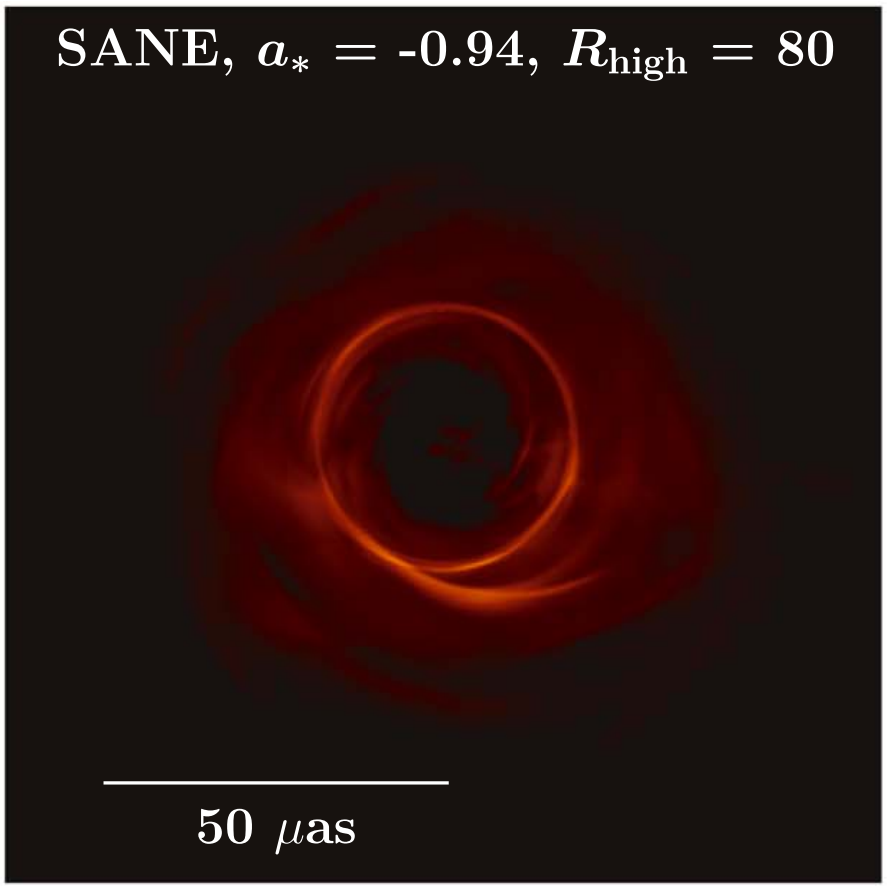 SANE, a* = -0.94, Rhigh = 80
50 μas